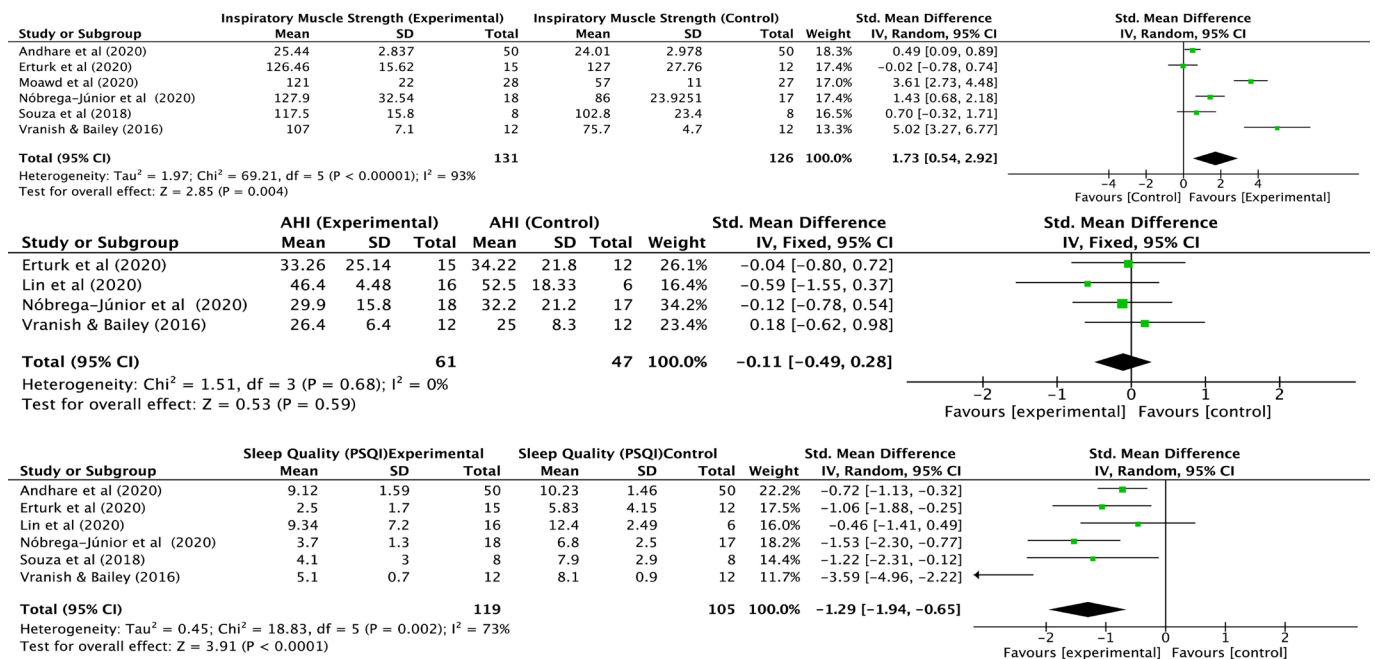 Inspiratory Muscle Strength (Experimental) Inspiratory Muscle Strength (Control) Std. Mean Difference Std. Mean Difference
Study or Subgroup Mean SD Total Mean SD Total Weight IV, Random, 95% CI IV, Random, 95% CI
Andhare et al (2020) 25.44 2.837 50 24.01 2.978 50 18.3% 0.49 [0.09, 0.89]
Erturk et al (2020) 126.46 15.62 15 127 27.76 12 17.4% -0.02 [-0.78, 0.74]
Moawd et al (2020) 121 22 28 57 11 27 17.0% 3.61 [2.73, 4.48]
Nóbrega-Júnior et al (2020) 127.9 32.54 18 86 23.9251 17 17.4% 1.43 [0.68, 2.18]
Souza et al (2018) 117.5 15.8 8 102.8 23.4 8 16.5% 0.70 [-0.32, 1.71]
Vranish & Bailey (2016) 107 7.1 12 75.7 4.7 12 13.3% 5.02 [3.27, 6.77]
Total (95% CI) 131 126 100.0% 1.73 [0.54, 2.92]
Heterogeneity: Tau² = 1.97; Chi² = 69.21, df = 5 (P < 0.00001); I² = 93%
Test for overall effect: Z = 2.85 (P = 0.004)
-4 -2 0 2 4
Favours [Control] Favours [Experimental]
AHI (Experimental) AHI (Control) Std. Mean Difference Std. Mean Difference
Study or Subgroup Mean SD Total Mean SD Total Weight IV, Fixed, 95% CI IV, Fixed, 95% CI
Erturk et al (2020) 33.26 25.14 15 34.22 21.8 12 26.1% -0.04 [-0.80, 0.72]
Lin et al (2020) 46.4 4.48 16 52.5 18.33 6 16.4% -0.59 [-1.55, 0.37]
Nóbrega-Júnior et al (2020) 29.9 15.8 18 32.2 21.2 17 34.2% -0.12 [-0.78, 0.54]
Vranish & Bailey (2016) 26.4 6.4 12 25 8.3 12 23.4% 0.18 [-0.62, 0.98]
Total (95% CI) 61 47 100.0% -0.11 [-0.49, 0.28]
Heterogeneity: Chi² = 1.51, df = 3 (P = 0.68); I² = 0%
Test for overall effect: Z = 0.53 (P = 0.59)
-2 -1 0 1 2
Favours [experimental] Favours [control]
Sleep Quality (PSQI)Experimental Sleep Quality (PSQI)Control Std. Mean Difference Std. Mean Difference
Study or Subgroup Mean SD Total Mean SD Total Weight IV, Random, 95% CI IV, Random, 95% CI
Andhare et al (2020) 9.12 1.59 50 10.23 1.46 50 22.2% -0.72 [-1.13, -0.32]
Erturk et al (2020) 2.5 1.7 15 5.83 4.15 12 17.5% -1.06 [-1.88, -0.25]
Lin et al (2020) 9.34 7.2 16 12.4 2.49 6 16.0% -0.46 [-1.41, 0.49]
Nóbrega-Júnior et al (2020) 3.7 1.3 18 6.8 2.5 17 18.2% -1.53 [-2.30, -0.77]
Souza et al (2018) 4.1 3 8 7.9 2.9 8 14.4% -1.22 [-2.31, -0.12]
Vranish & Bailey (2016) 5.1 0.7 12 8.1 0.9 12 11.7% -3.59 [-4.96, -2.22]
Total (95% CI) 119 105 100.0% -1.29 [-1.94, -0.65]
Heterogeneity: Tau² = 0.45; Chi² = 18.83, df = 5 (P = 0.002); I² = 73%
Test for overall effect: Z = 3.91 (P < 0.0001)
-2 -1 0 1 2
Favours [experimental] Favours [control]